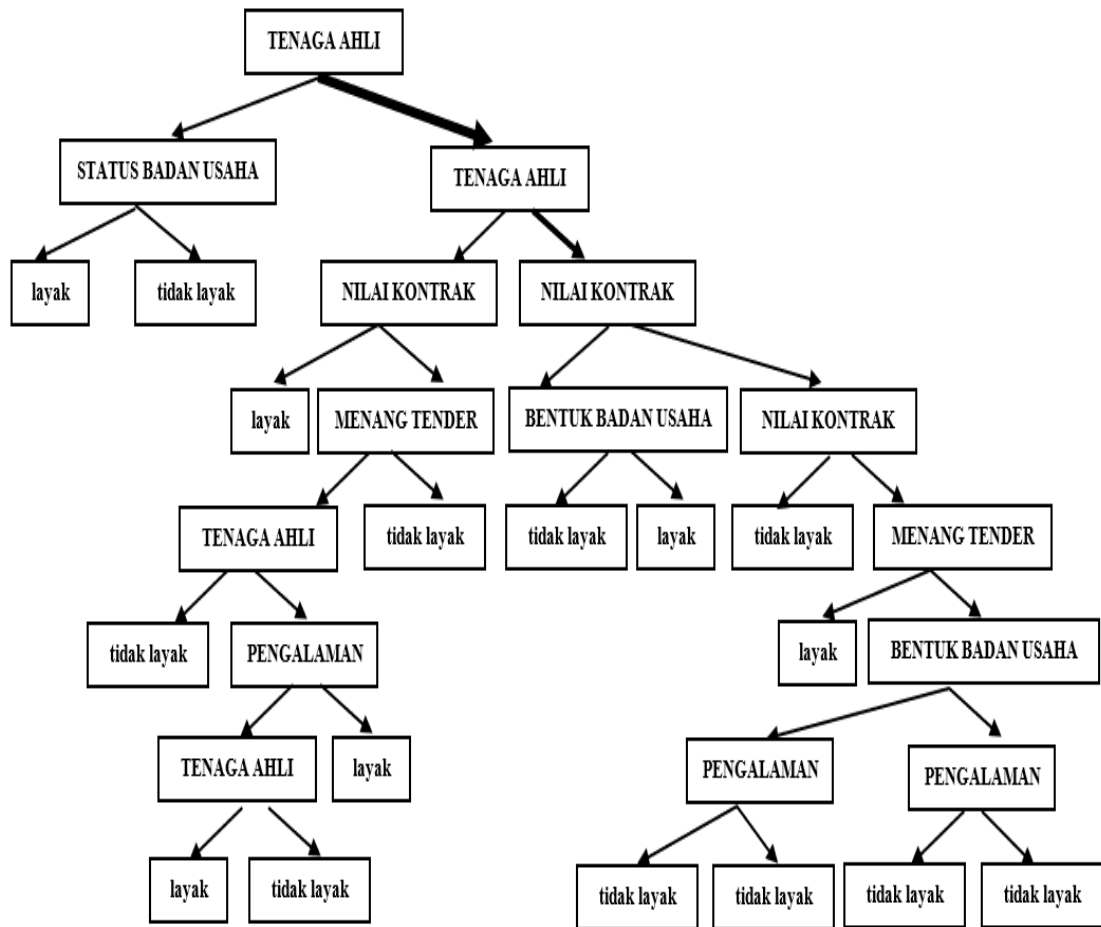 TENAGA AHLI
STATUS BADAN USAHA
TENAGA AHLI
layak
tidak layak
NILAI KONTRAK
NILAI KONTRAK
layak
MENANG TENDER
BENTUK BADAN USAHA
NILAI KONTRAK
TENAGA AHLI
tidak layak
tidak layak
layak
tidak layak
MENANG TENDER
tidak layak
PENGALAMAN
layak
BENTUK BADAN USAHA
TENAGA AHLI
layak
PENGALAMAN
PENGALAMAN
layak
tidak layak
tidak layak
tidak layak
tidak layak
tidak layak